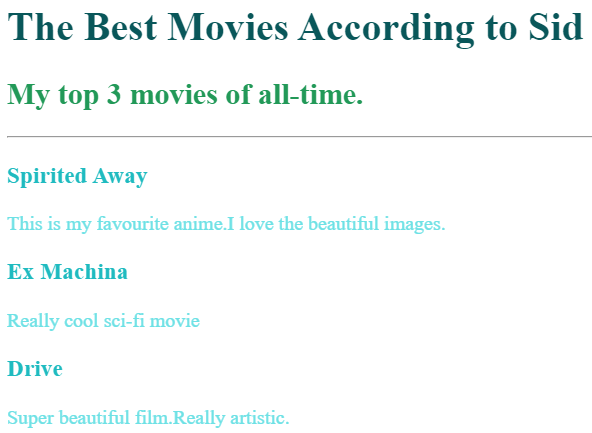 The Best Movies According to Sid
My top 3 movies of all-time.
Spirited Away
This is my favourite anime.I love the beautiful images.
Ex Machina
Really cool sci-fi movie
Drive
Super beautiful film.Really artistic.